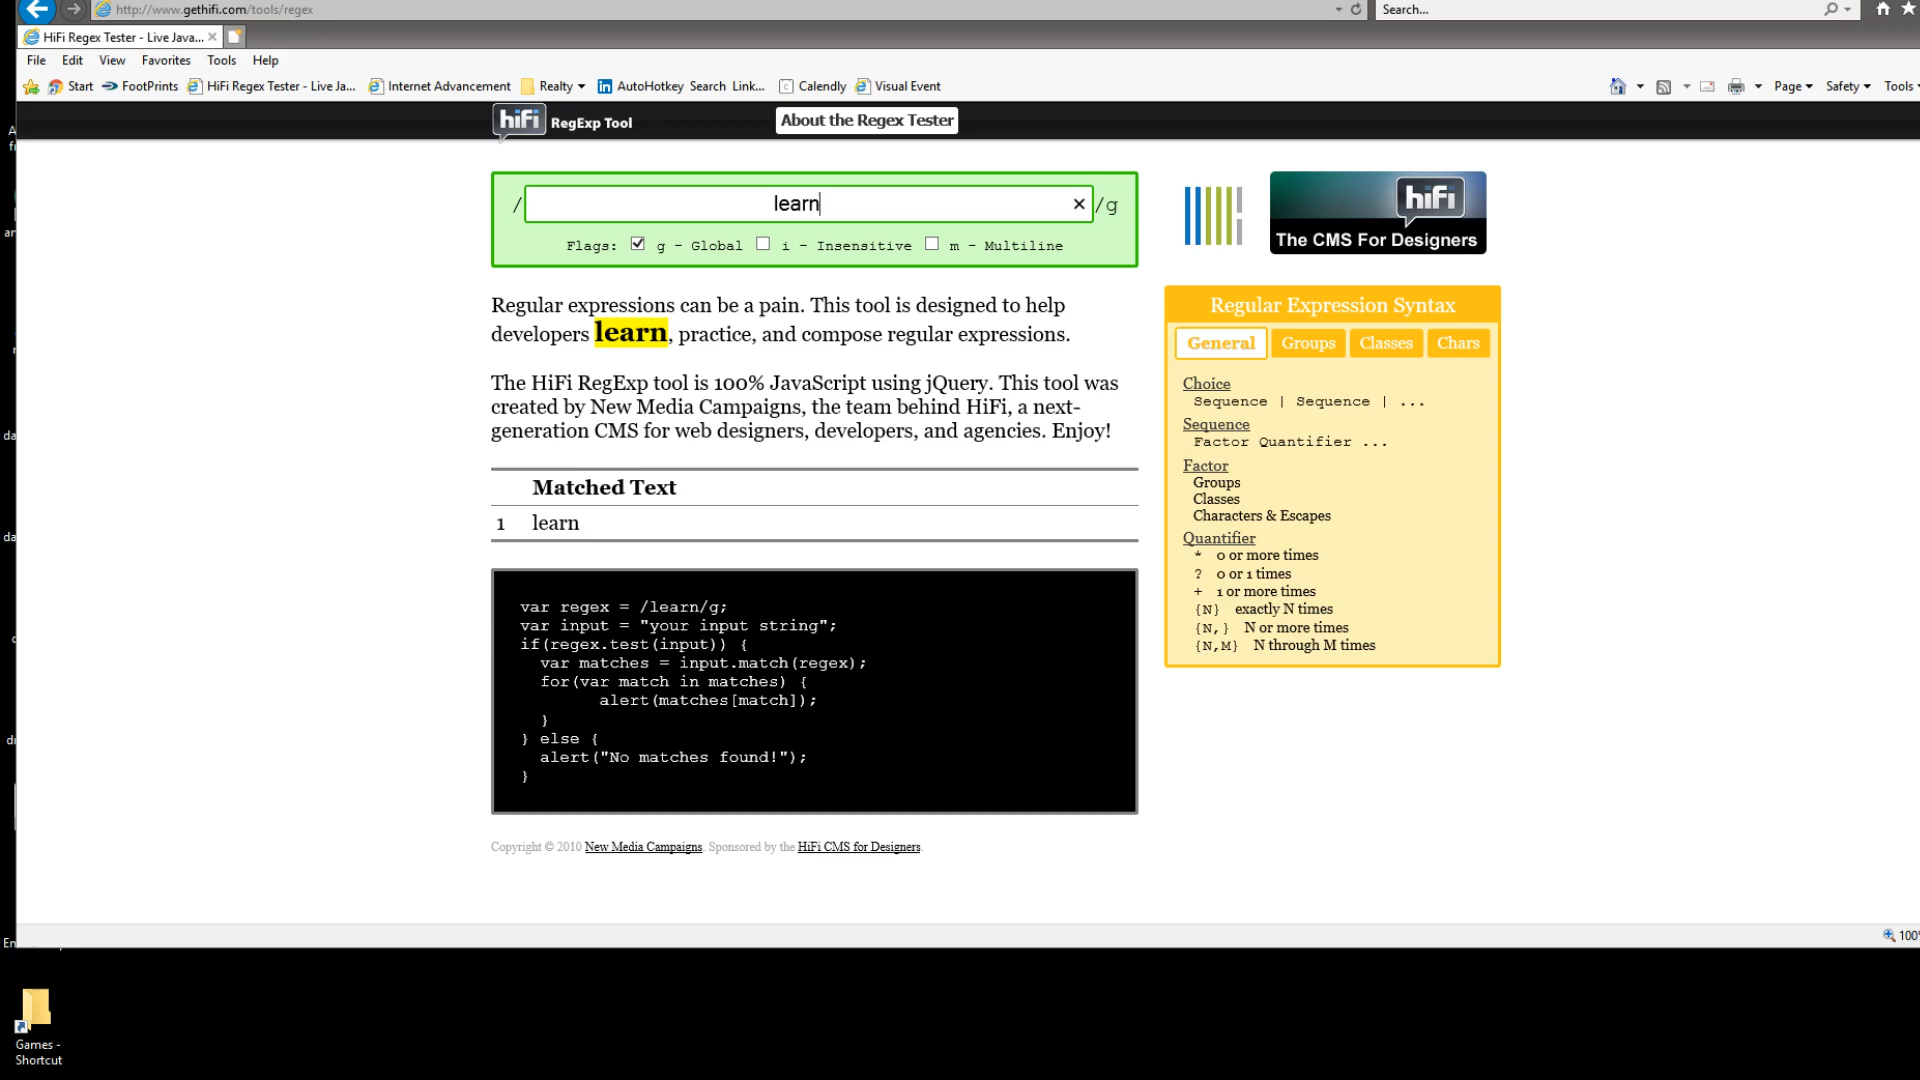 http://www.gethifi.com/tools/regex
Search...
HiFi Regex Tester - Live Java...
File Edit View Favorites Tools Help
Start FootPrints HiFi Regex Tester - Live Ja... Internet Advancement Realty AutoHotkey Search Link... Calendly Visual Event
Page Safety Tools
hifi RegExp Tool About the Regex Tester
/ learn × /g
Flags: g - Global i - Insensitive m - Multiline
hifi
The CMS For Designers
Regular expressions can be a pain. This tool is designed to help
developers learn, practice, and compose regular expressions.
The HiFi RegExp tool is 100% JavaScript using jQuery. This tool was
created by New Media Campaigns, the team behind HiFi, a next-
generation CMS for web designers, developers, and agencies. Enjoy!
Matched Text
1 learn
var regex = /learn/g;
var input = "your input string";
if(regex.test(input)) {
var matches = input.match(regex);
for(var match in matches) {
alert(matches[match]);
}
} else {
alert("No matches found!");
}
Copyright © 2010 New Media Campaigns. Sponsored by the HiFi CMS for Designers.
Regular Expression Syntax
General Groups Classes Chars
Choice
Sequence | Sequence | ...
Sequence
Factor Quantifier ...
Factor
Groups
Classes
Characters & Escapes
Quantifier
* 0 or more times
? 0 or 1 times
+ 1 or more times
{N} exactly N times
{N,} N or more times
{N,M} N through M times
100%
Games -
Shortcut